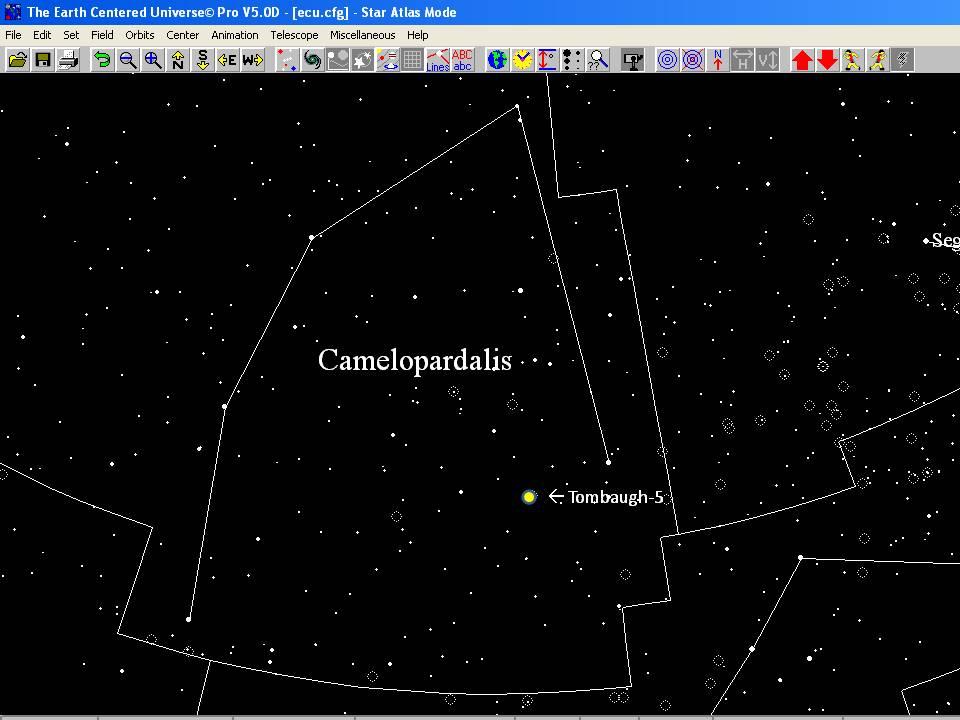 The Earth Centered Universe© Pro V5.0D - [ecu.cfg] - Star Atlas Mode
File Edit Set Field Orbits Center Animation Telescope Miscellaneous Help
N S E W Lines ABC abc ?? N H V
Seg
Camelopardalis
← Tombaugh-5